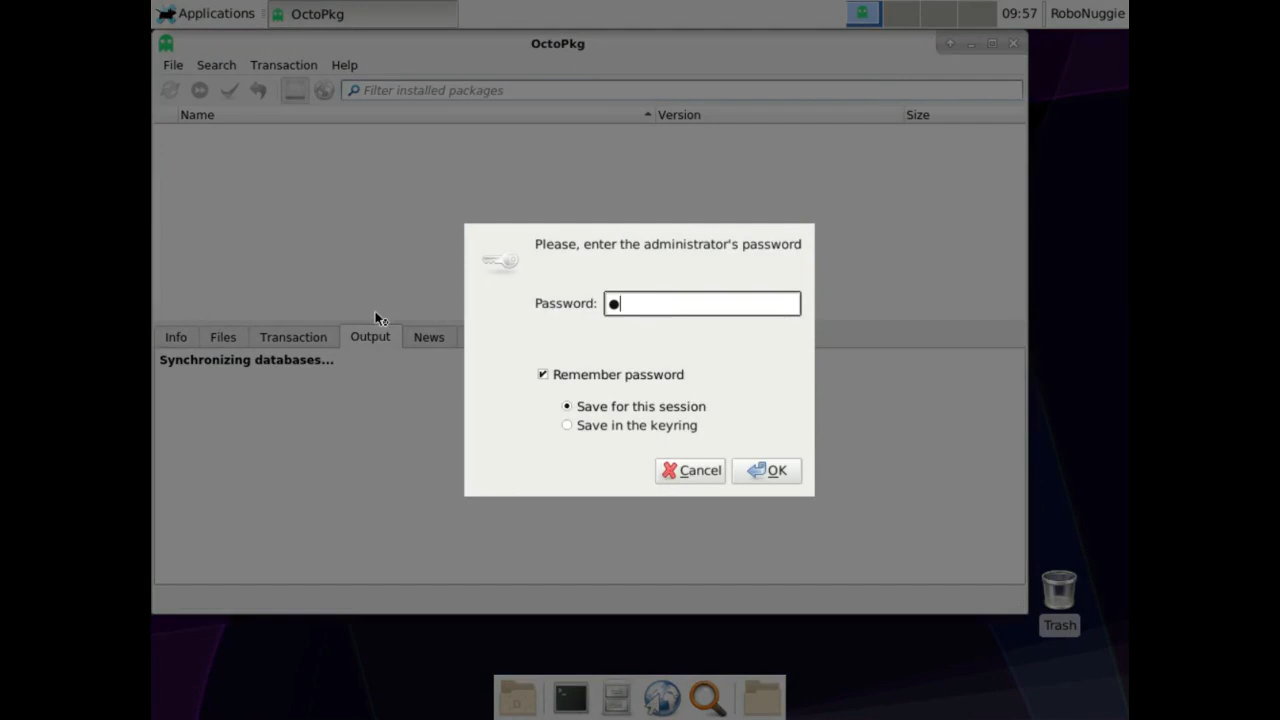 Applications OctoPkg 09:57 RoboNuggie
OctoPkg
File Search Transaction Help
Filter installed packages
Name Version Size
Please, enter the administrator's password
Password:
Info Files Transaction Output News
Synchronizing databases...
Remember password
Save for this session
Save in the keyring
Cancel OK
Trash